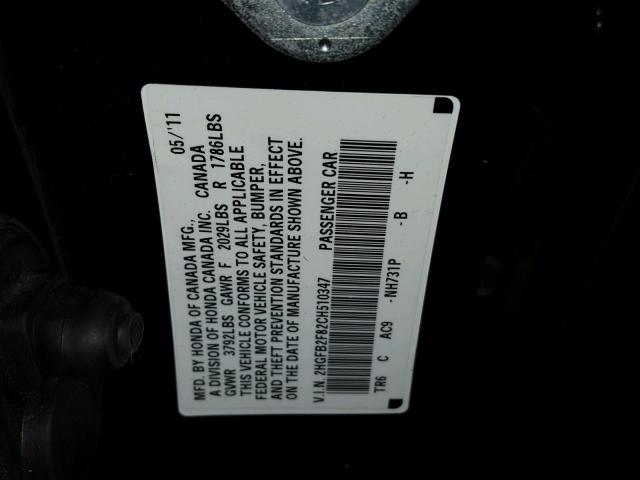 MFD. BY HONDA OF CANADA MFG., 05/'11
A DIVISION OF HONDA CANADA INC. CANADA
GVWR 3792LBS GAWR F 2029LBS R 1786LBS
THIS VEHICLE CONFORMS TO ALL APPLICABLE
FEDERAL MOTOR VEHICLE SAFETY, BUMPER,
AND THEFT PREVENTION STANDARDS IN EFFECT
ON THE DATE OF MANUFACTURE SHOWN ABOVE.
V.I.N. 2HGFB2F82CH510347 PASSENGER CAR
TR6 C AC9 -NH731P -B -H